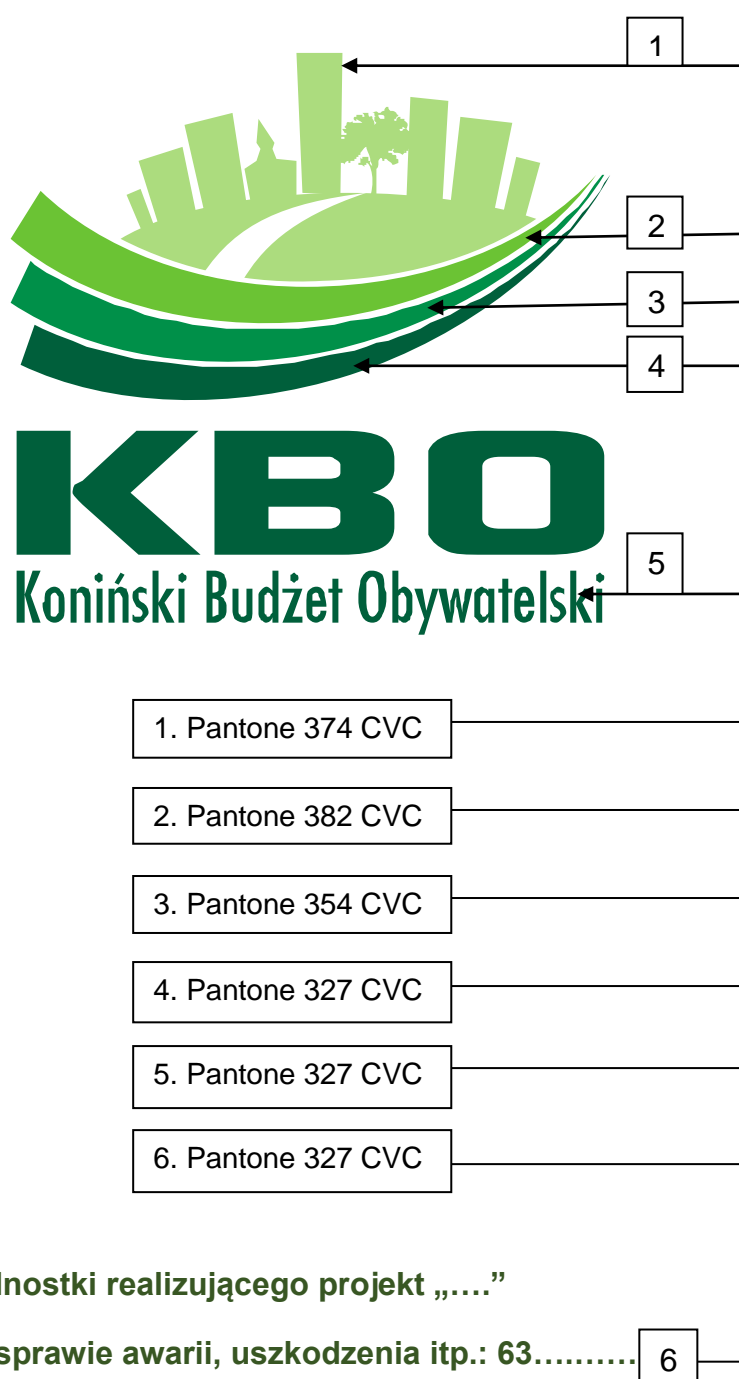 1
2
3
4
KBO
5
Koniński Budżet Obywatelski
1. Pantone 374 CVC
2. Pantone 382 CVC
3. Pantone 354 CVC
4. Pantone 327 CVC
5. Pantone 327 CVC
6. Pantone 327 CVC
realizującego projekt „….”
sprawie awarii, uszkodzenia itp.: 63……….
6